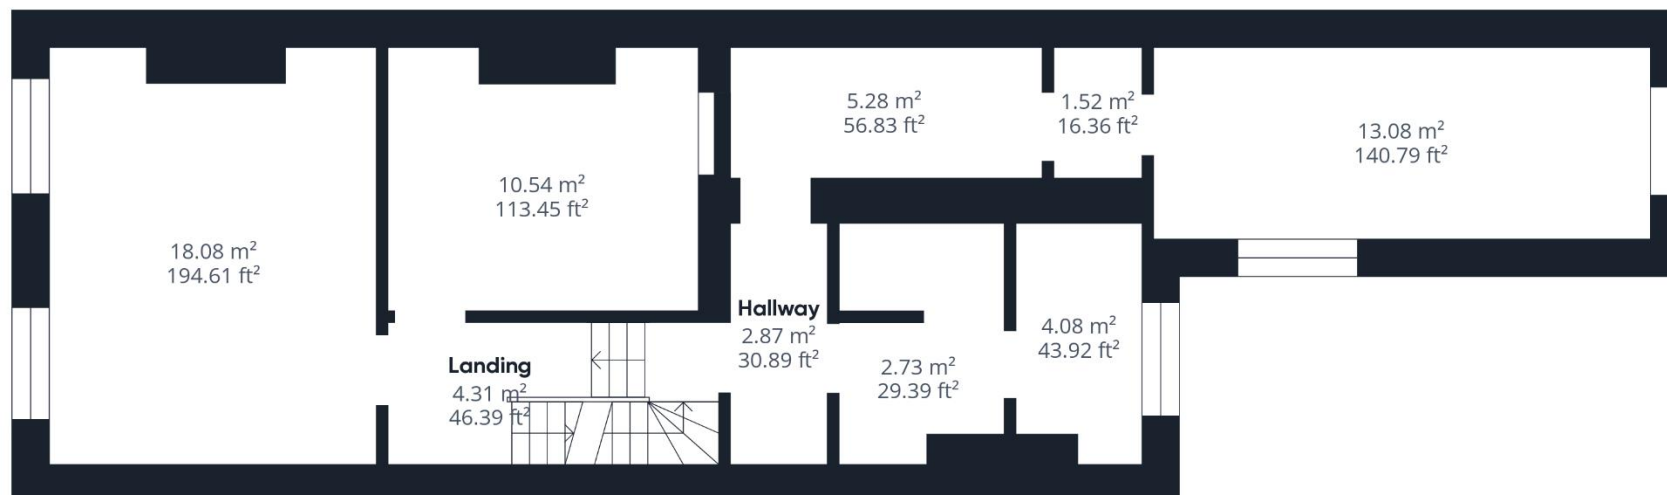 18.08 m²
194.61 ft²
10.54 m²
113.45 ft²
5.28 m²
56.83 ft²
1.52 m²
16.36 ft²
13.08 m²
140.79 ft²
Landing
4.31 m²
46.39 ft²
Hallway
2.87 m²
30.89 ft²
2.73 m²
29.39 ft²
4.08 m²
43.92 ft²